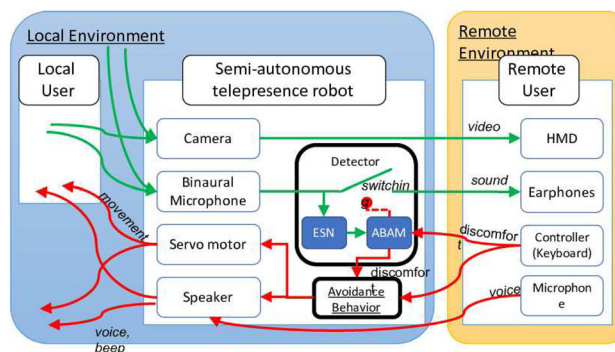 Local Environment
Remote
Environment
Local
User
Semi-autonomous
telepresence robot
Remote
User
Camera
video
HMD
Detector
Binaural
Microphone
switchin
g
sound
Earphones
movement
ESN
ABAM
discomfor
t
Controller
(Keyboard)
Servo motor
discomfor
t
Avoidance
Behavior
Speaker
voice
Microphon
e
voice,
beep